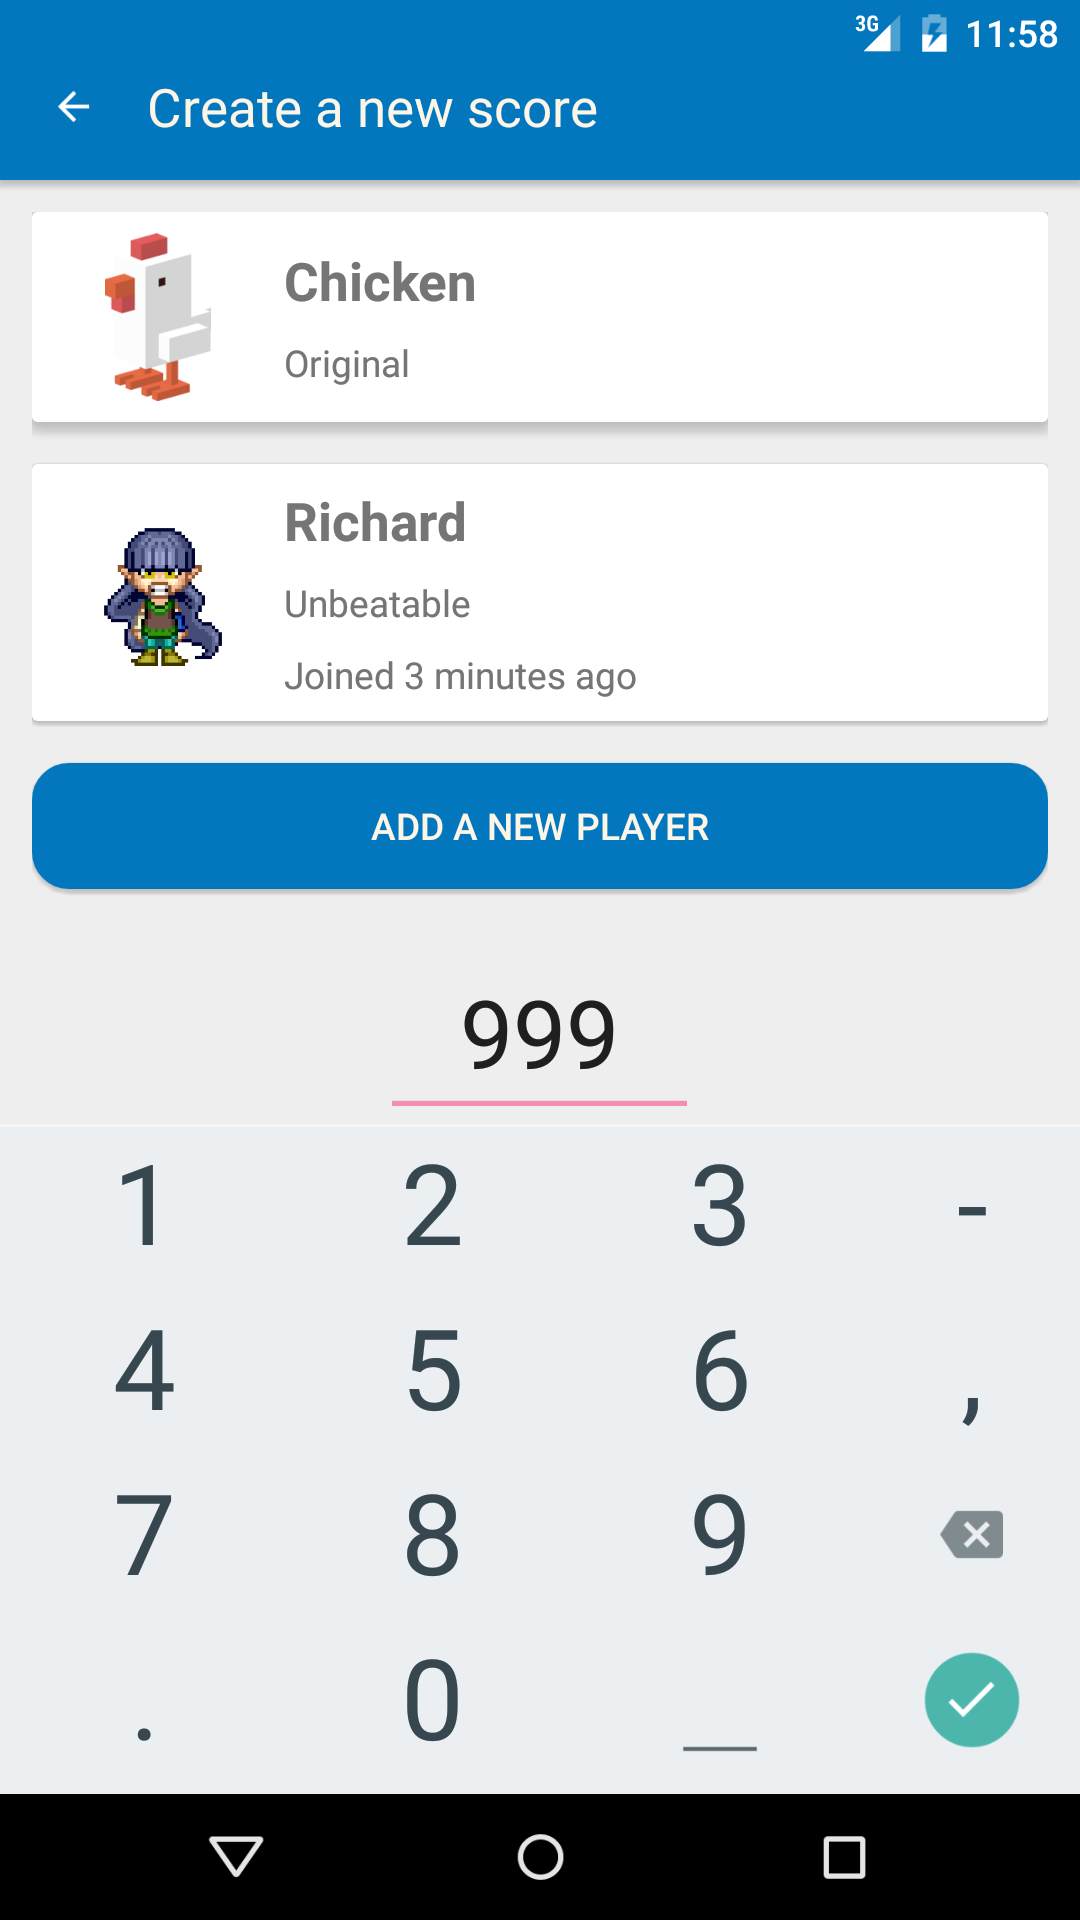 3G 11:58
Create a new score
Chicken
Original
Richard
Unbeatable
Joined 3 minutes ago
ADD A NEW PLAYER
999
1 2 3 -
4 5 6 ,
7 8 9
. 0 _